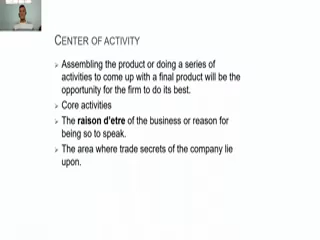 CENTER OF ACTIVITY
Assembling the product or doing a series of
activities to come up with a final product will be the
opportunity for the firm to do its best.
Core activities
The raison d'etre of the business or reason for
being so to speak.
The area where trade secrets of the company lie
upon.